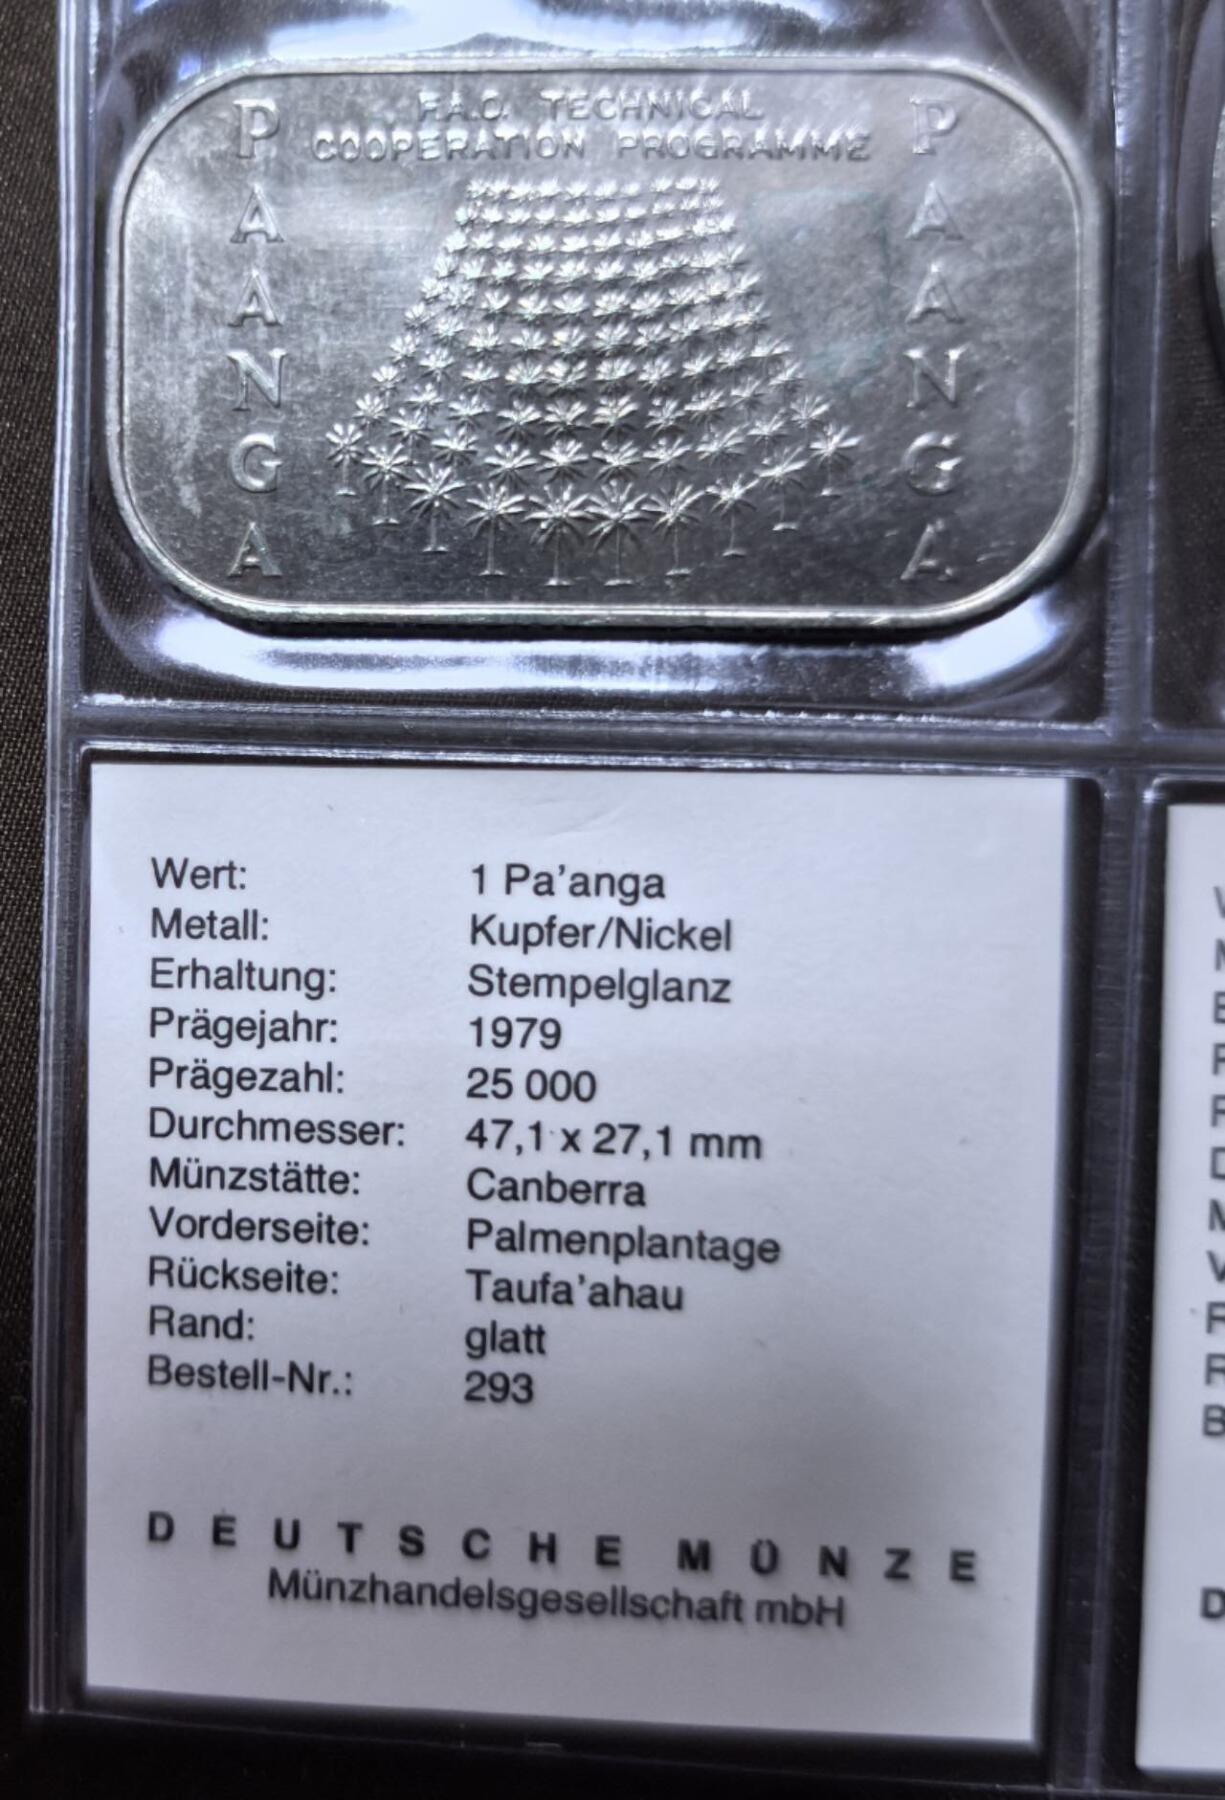 F.A.O. TECHNICAL
COOPERATION PROGRAMME
PAANGA
PAANGA
Wert: 1 Pa'anga
Metall: Kupfer/Nickel
Erhaltung: Stempelglanz
Prägejahr: 1979
Prägezahl: 25 000
Durchmesser: 47,1 x 27,1 mm
Münzstätte: Canberra
Vorderseite: Palmenplantage
Rückseite: Taufa'ahau
Rand: glatt
Bestell-Nr.: 293
DEUTSCHE MÜNZE
Münzhandelsgesellschaft mbH